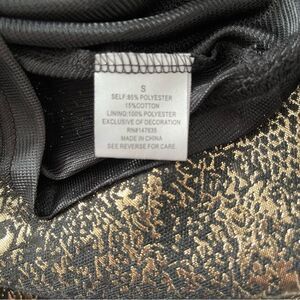 S
SELF:85% POLYESTER
15%COTTON
LINING:100% POLYESTER
EXCLUSIVE OF DECORATION
RN#147835
MADE IN CHINA
SEE REVERSE FOR CARE.